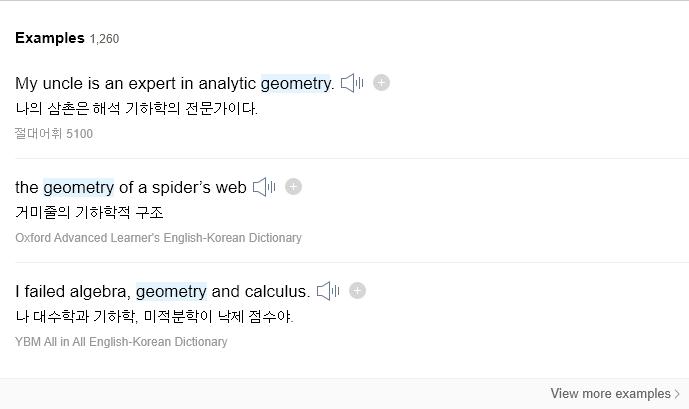 Examples 1,260
My uncle is an expert in analytic geometry.
나의 삼촌은 해석 기하학의 전문가이다.
절대어휘 5100
the geometry of a spider’s web
거미줄의 기하학적 구조
Oxford Advanced Learner's English-Korean Dictionary
I failed algebra, geometry and calculus.
나 대수학과 기하학, 미적분학이 낙제 점수야.
YBM All in All English-Korean Dictionary
View more examples